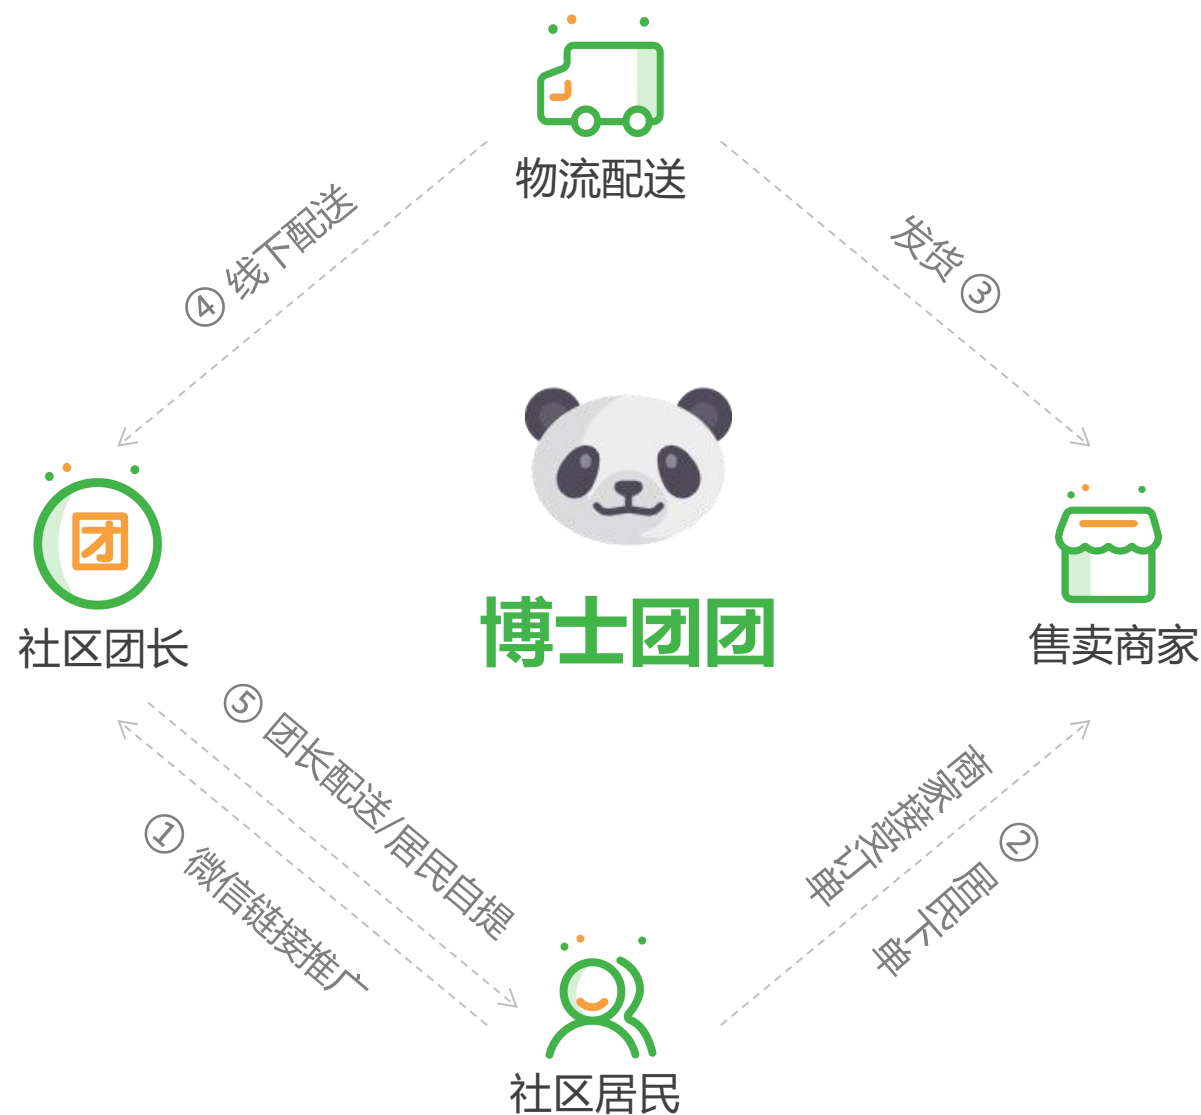 物流配送
④ 线下配送
发货 ③
团
社区团长
博士团团
售卖商家
⑤ 团长配送/居民自提
① 微信链接推广
商家接受订单
② 居民下单
社区居民